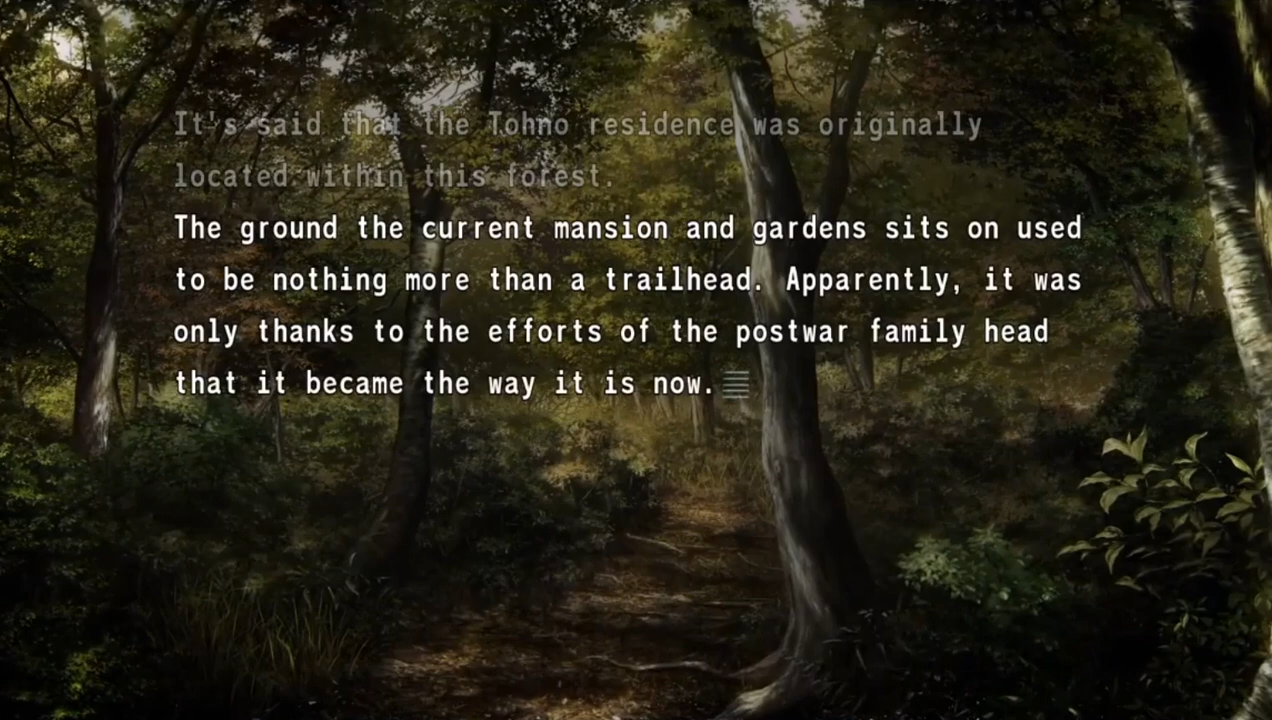 It's said that the Tohno residence was originally
located within this forest.
The ground the current mansion and gardens sits on used
to be nothing more than a trailhead. Apparently, it was
only thanks to the efforts of the postwar family head
that it became the way it is now.